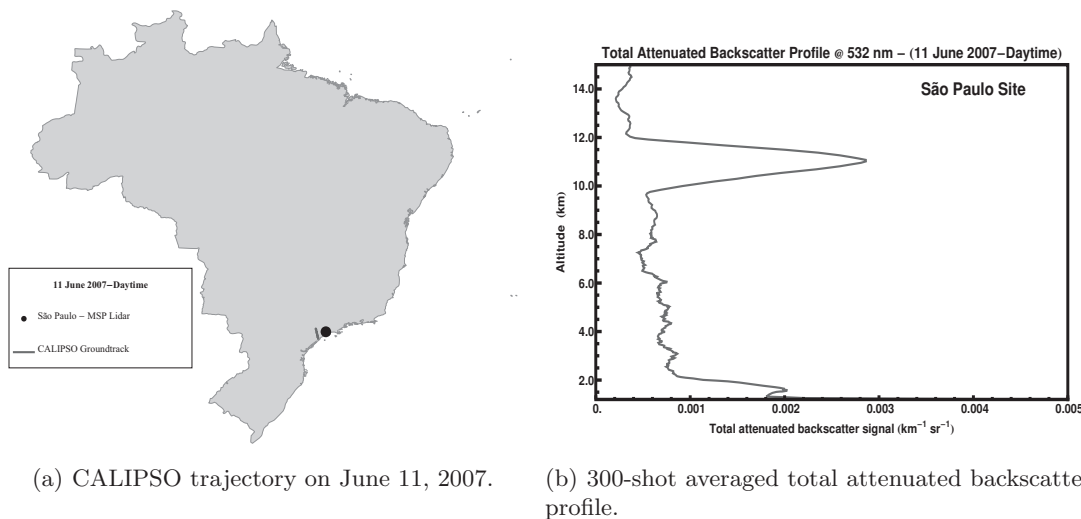 11 June 2007–Daytime
São Paulo – MSP Lidar
CALIPSO Groundtrack
(a) CALIPSO trajectory on June 11, 2007.
Total Attenuated Backscatter Profile @ 532 nm – (11 June 2007–Daytime)
São Paulo Site
Altitude (km)
14.0
12.0
10.0
8.0
6.0
4.0
2.0
0. 0.001 0.002 0.003 0.004 0.005
Total attenuated backscatter signal (km⁻¹ sr⁻¹)
(b) 300-shot averaged total attenuated backscatte
profile.